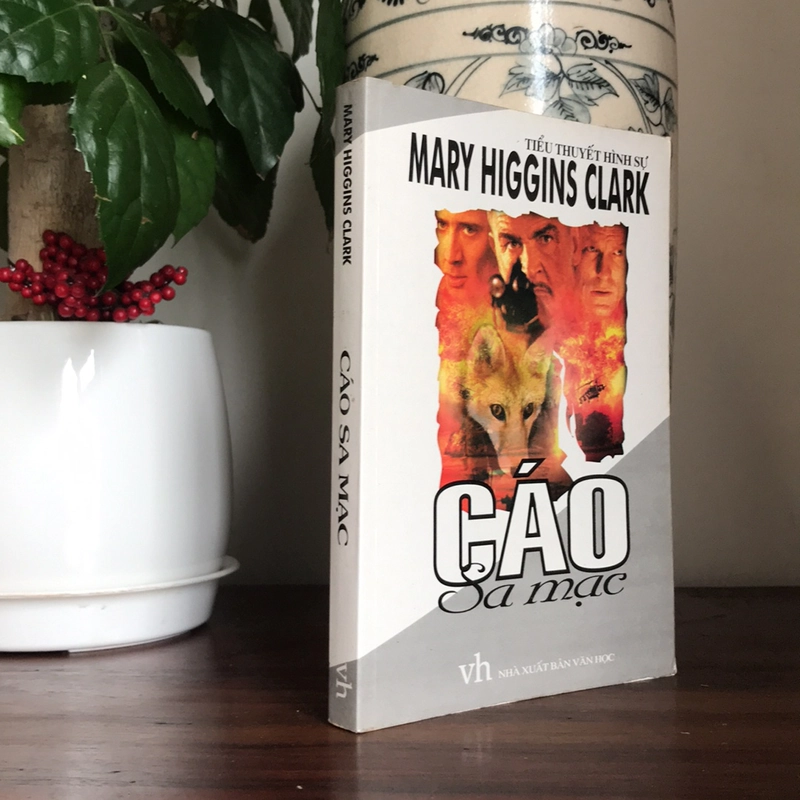 MARY HIGGINS CLARK
CÁO SA MẠC
vh
TIỂU THUYẾT HÌNH SỰ
MARY HIGGINS CLARK
CÁO
Sa mạc
vh NHÀ XUẤT BẢN VĂN HỌC